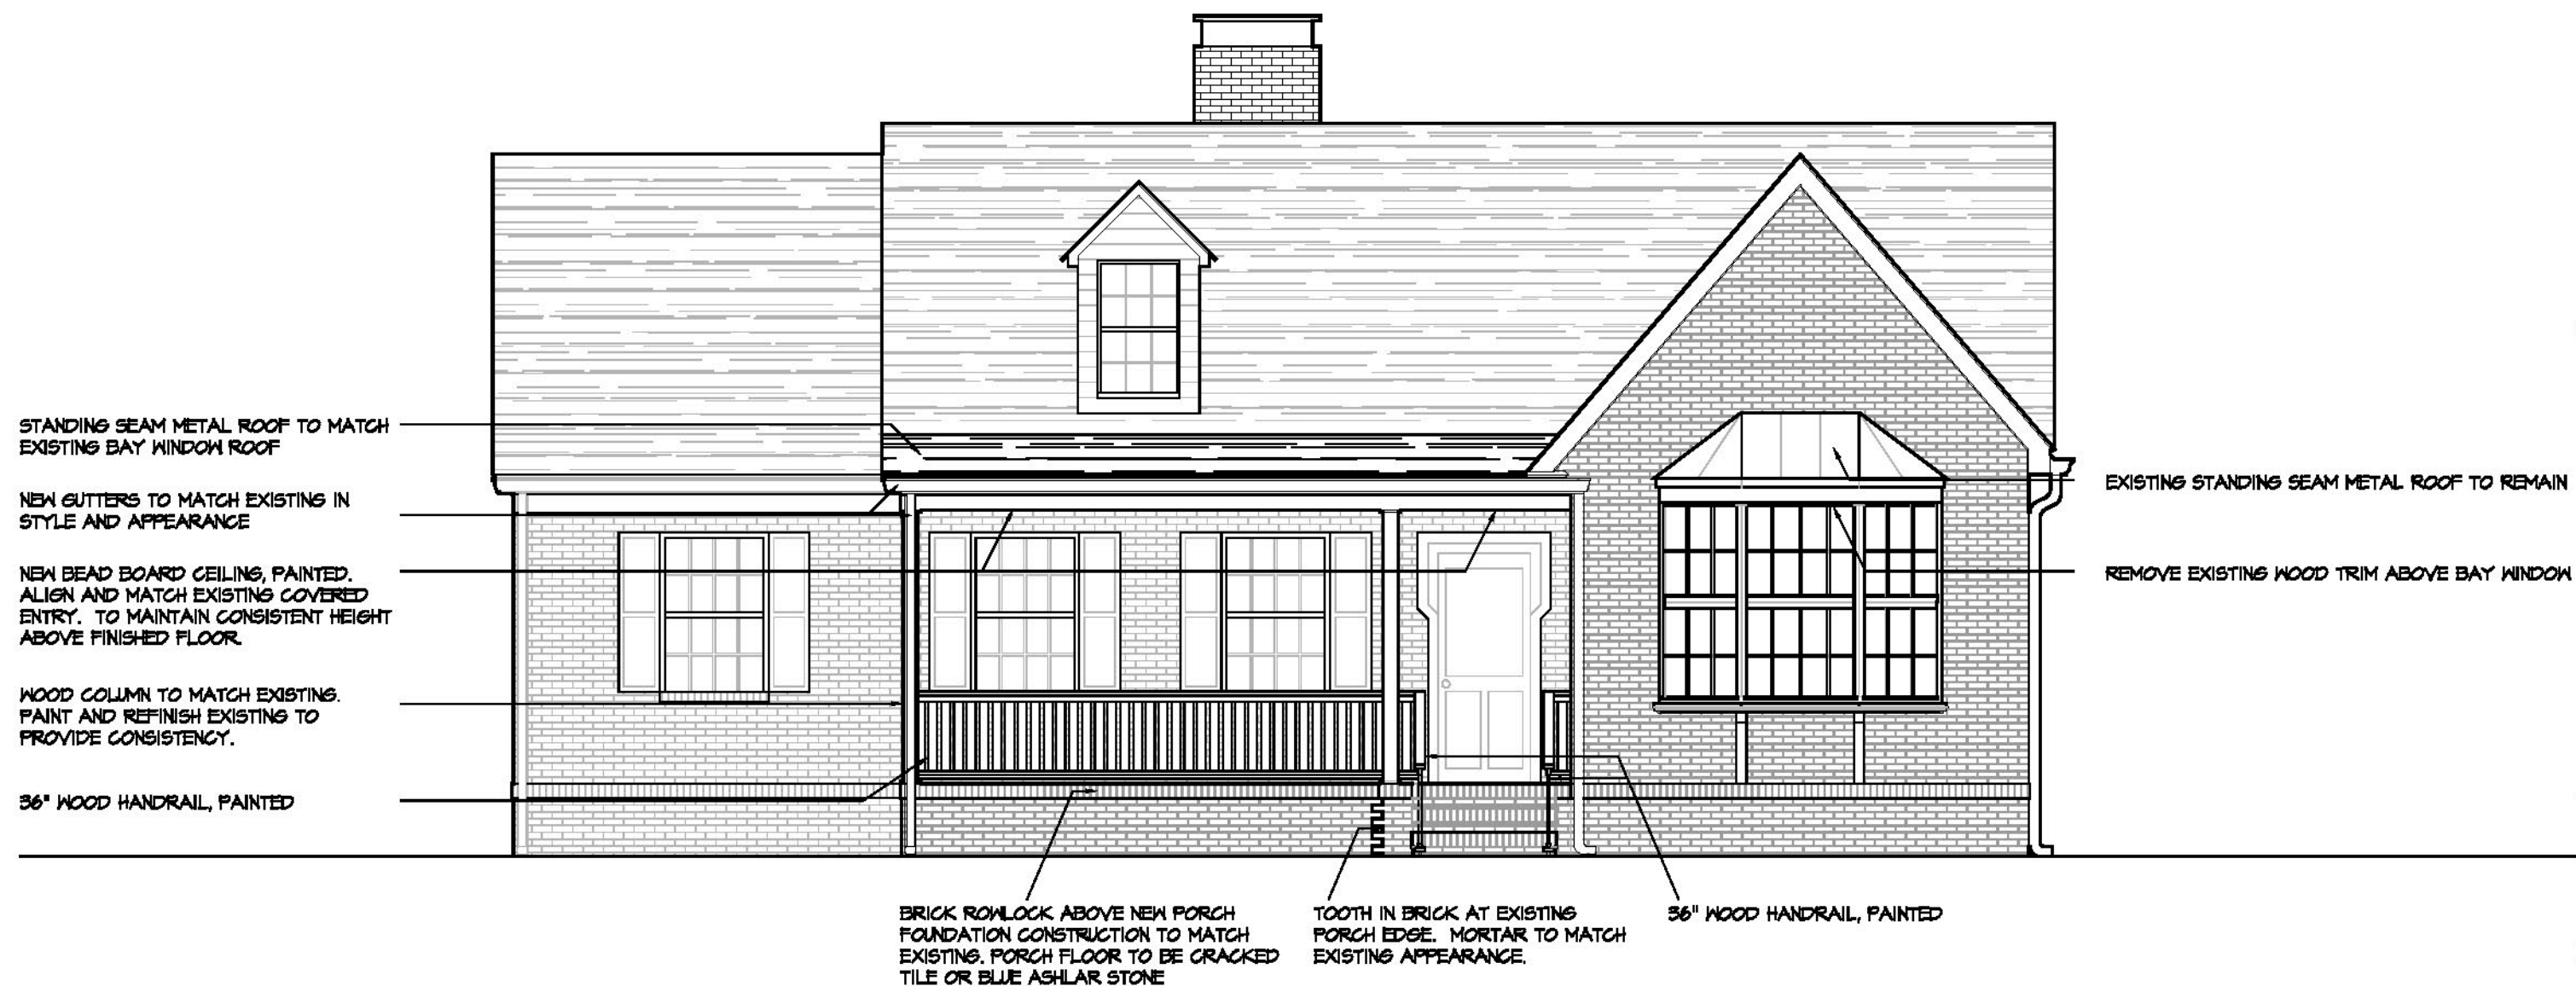 STANDING SEAM METAL ROOF TO MATCH
EXISTING BAY WINDOW ROOF
NEW GUTTERS TO MATCH EXISTING IN
STYLE AND APPEARANCE
NEW BEAD BOARD CEILING, PAINTED.
ALIGN AND MATCH EXISTING COVERED
ENTRY. TO MAINTAIN CONSISTENT HEIGHT
ABOVE FINISHED FLOOR.
WOOD COLUMN TO MATCH EXISTING.
PAINT AND REFINISH EXISTING TO
PROVIDE CONSISTENCY.
36" WOOD HANDRAIL, PAINTED
EXISTING STANDING SEAM METAL ROOF TO REMAIN
REMOVE EXISTING WOOD TRIM ABOVE BAY WINDOW
BRICK ROWLOCK ABOVE NEW PORCH
FOUNDATION CONSTRUCTION TO MATCH
EXISTING. PORCH FLOOR TO BE CRACKED
TILE OR BLUE ASHLAR STONE
TOOTH IN BRICK AT EXISTING
PORCH EDGE. MORTAR TO MATCH
EXISTING APPEARANCE.
36" WOOD HANDRAIL, PAINTED